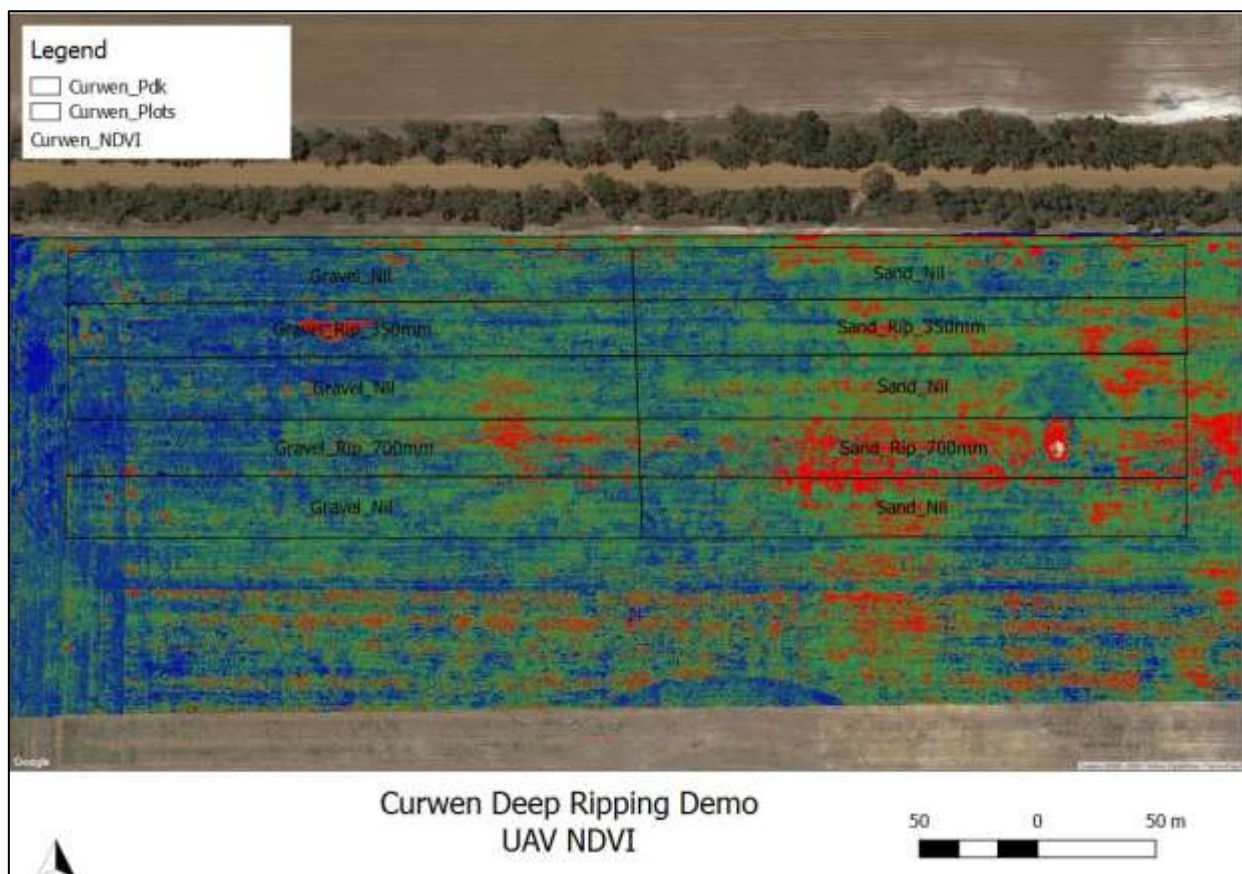 Legend
Curwen_Pdk
Curwen_Plots
Curwen_NDVI
Gravel_Nil
Sand_Nil
Gravel_Rip_350mm
Sand_Rip_350mm
Gravel_Nil
Sand_Nil
Gravel_Rip_700mm
Sand_Rip_700mm
Gravel_Nil
Sand_Nil
Google
Curwen Deep Ripping Demo
UAV NDVI
50 0 50 m